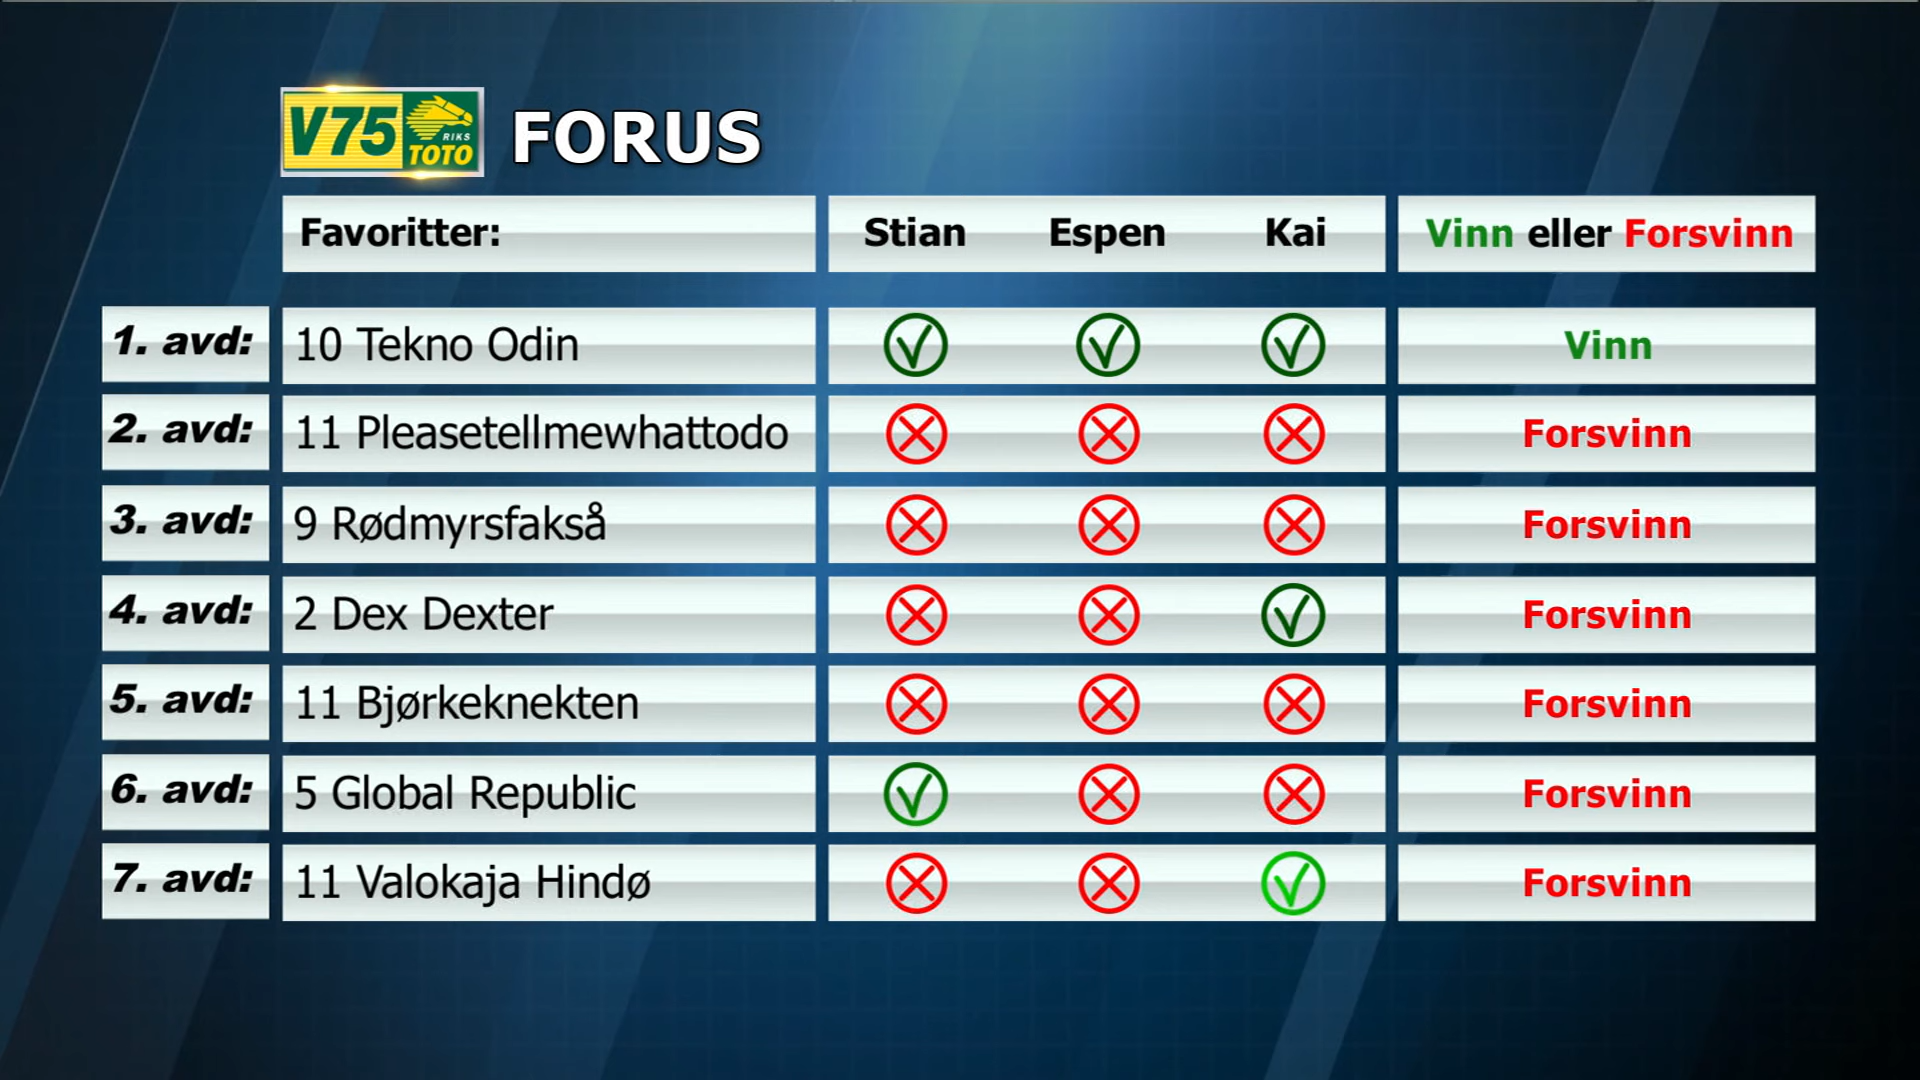 V75 RIKS TOTO FORUS
Favoritter: Stian Espen Kai Vinn eller Forsvinn
1. avd: 10 Tekno Odin Vinn
2. avd: 11 Pleasetellmewhattodo Forsvinn
3. avd: 9 Rødmyrsfakså Forsvinn
4. avd: 2 Dex Dexter Forsvinn
5. avd: 11 Bjørkeknekten Forsvinn
6. avd: 5 Global Republic Forsvinn
7. avd: 11 Valokaja Hindø Forsvinn